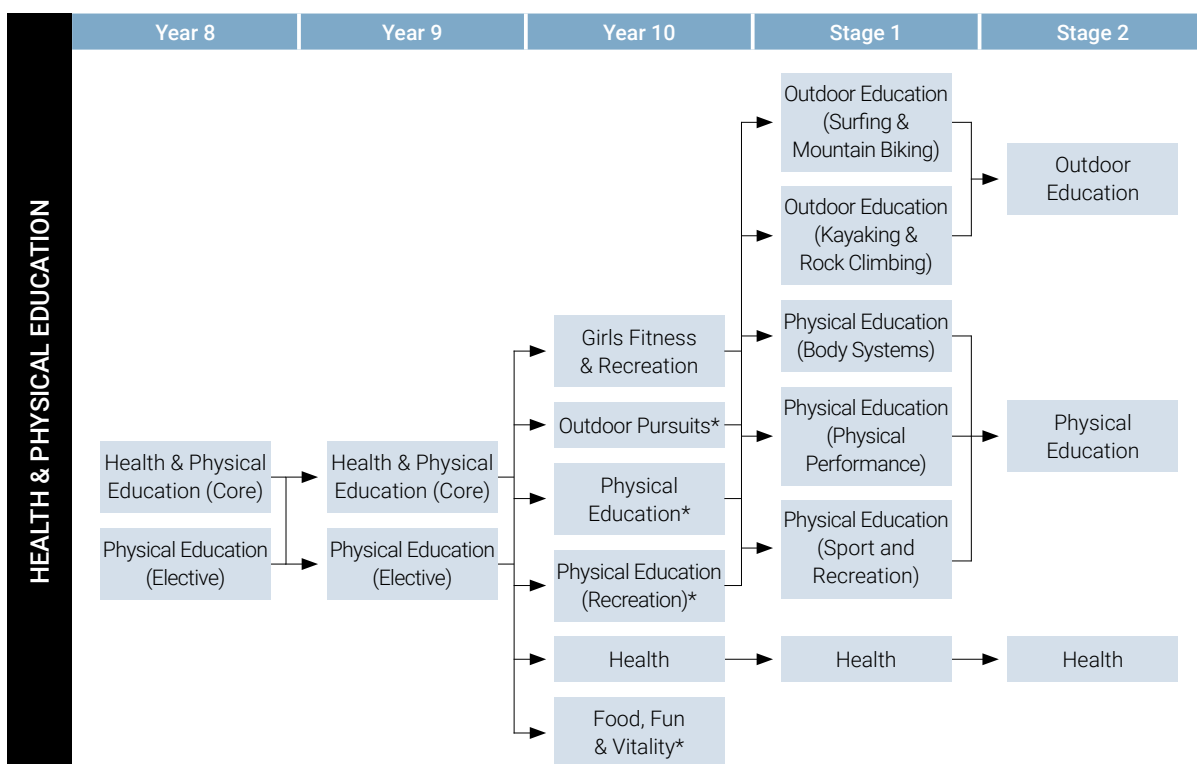 HEALTH & PHYSICAL EDUCATION
Year 8
Year 9
Year 10
Stage 1
Stage 2
Health & Physical
Education (Core)
Physical Education
(Elective)
Health & Physical
Education (Core)
Physical Education
(Elective)
Girls Fitness
& Recreation
Outdoor Pursuits*
Physical
Education*
Physical Education
(Recreation)*
Health
Food, Fun
& Vitality*
Outdoor Education
(Surfing &
Mountain Biking)
Outdoor Education
(Kayaking &
Rock Climbing)
Physical Education
(Body Systems)
Physical Education
(Physical
Performance)
Physical Education
(Sport and
Recreation)
Health
Outdoor
Education
Physical
Education
Health